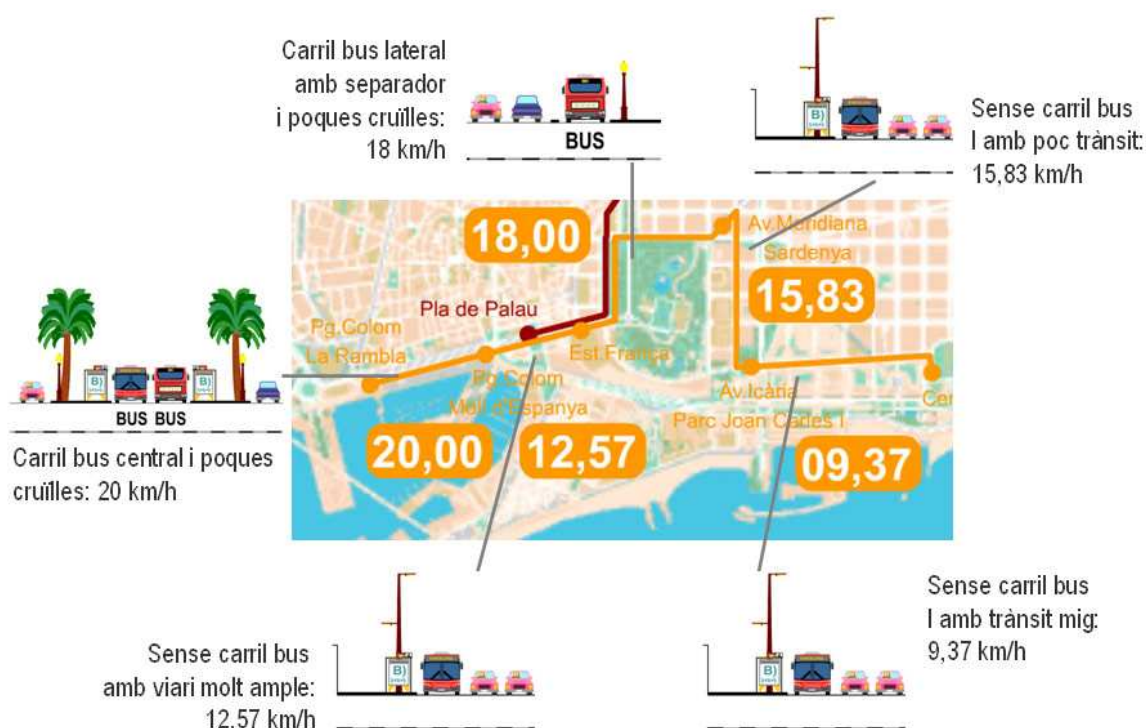 Carril bus lateral
amb separador
i poques cruïlles:
18 km/h
BUS
Sense carril bus
I amb poc trànsit:
15,83 km/h
18,00
Av.Meridiana
Sardenya
15,83
Pla de Palau
Pg.Colom
La Rambla
Est.França
Pg.Colom
Moll d'Espanya
Av.Icària
Parc Joan Carles I
Cer
20,00
12,57
09,37
BUS BUS
Carril bus central i poques
cruïlles: 20 km/h
Sense carril bus
amb viari molt ample:
12,57 km/h
Sense carril bus
I amb trànsit mig:
9,37 km/h